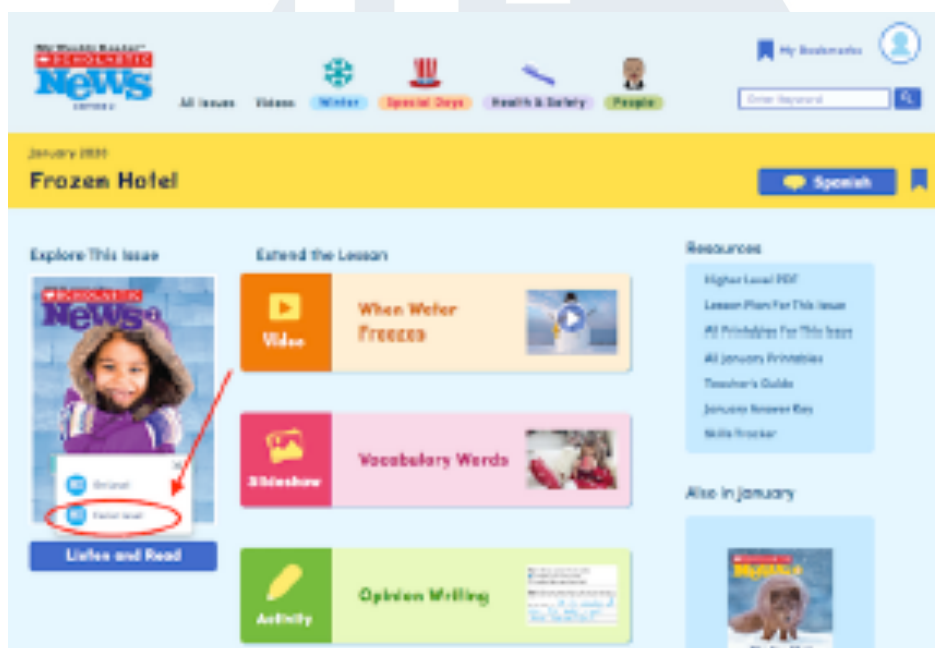 My Weekly Reader
SCHOLASTIC
News
All Issues Videos Winter Special Days Health & Safety People
My Bookmarks
Enter Keyword
January 2020
Frozen Hotel
Spanish
Explore This Issue
SCHOLASTIC
News
Listen and Read
Extend the Lesson
Video
When Water
Freezes
Slideshow
Vocabulary Words
Activity
Opinion Writing
Resources
Higher Level PDF
Lesson Plan For This Issue
All Printables For This Issue
All January Printables
Teacher's Guide
January Answer Key
Skills Tracker
Also in January